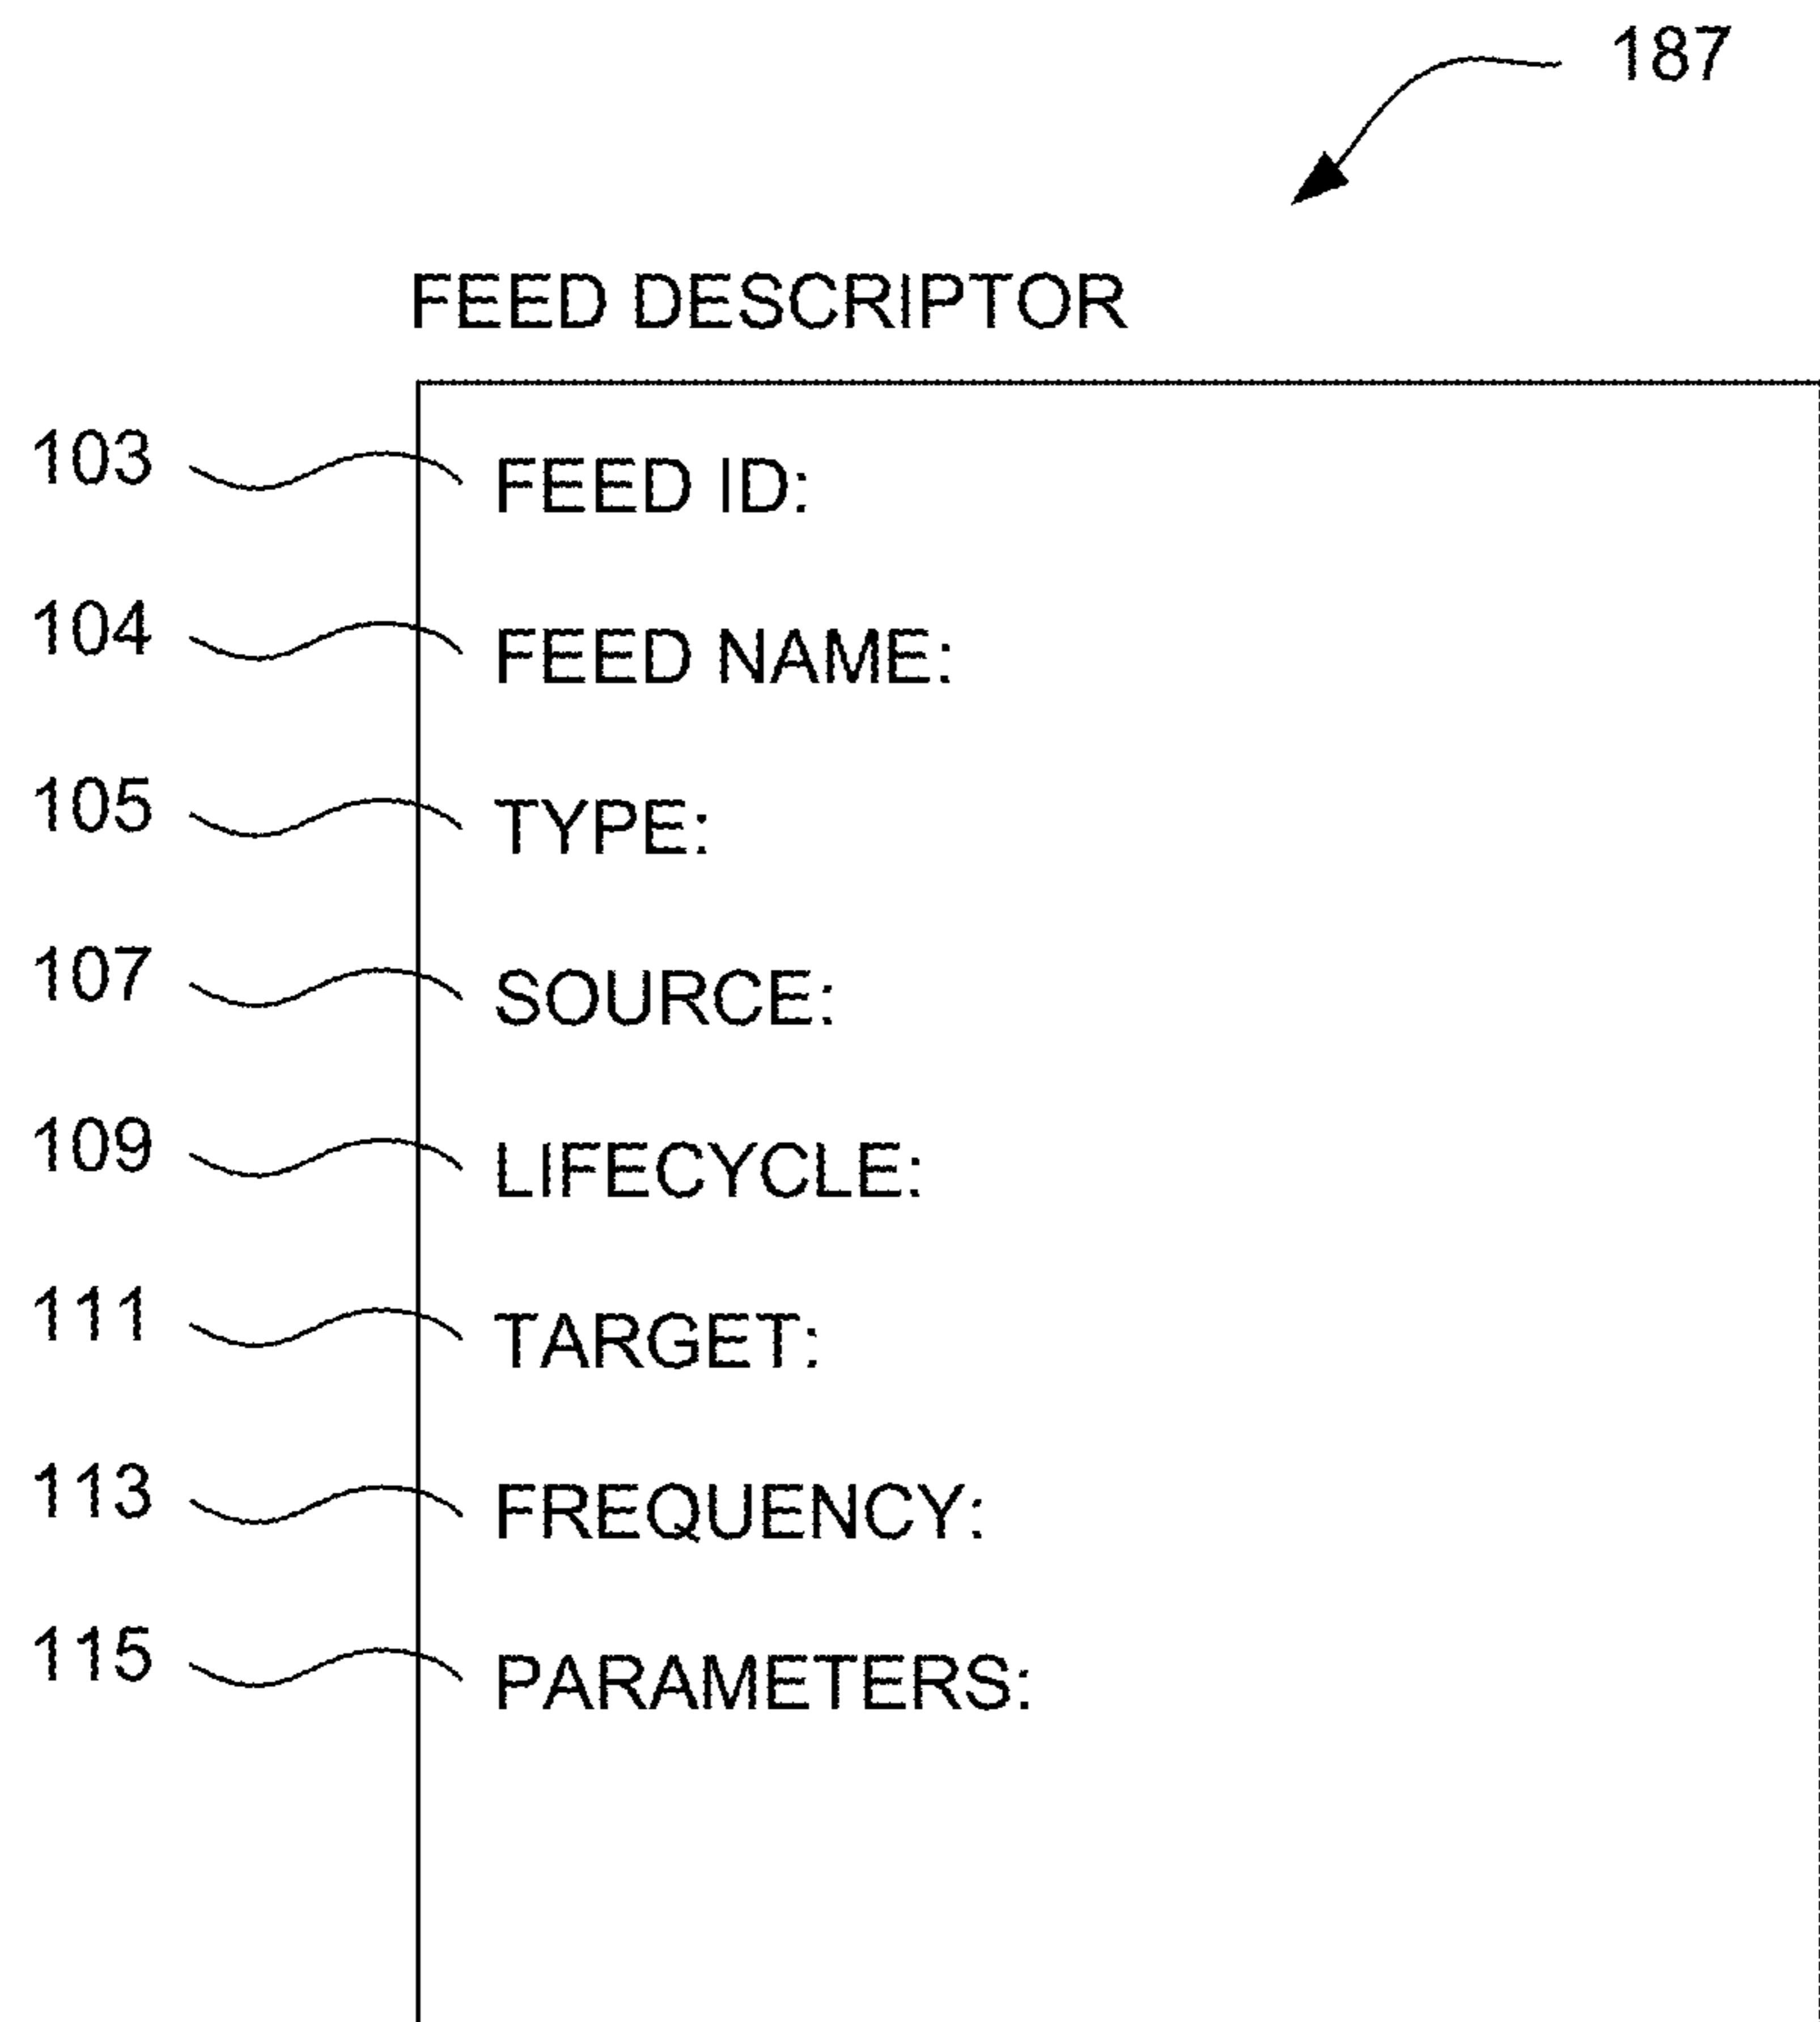 187
FEED DESCRIPTOR
103 FEED ID:
104 FEED NAME:
105 TYPE:
107 SOURCE:
109 LIFECYCLE:
111 TARGET:
113 FREQUENCY:
115 PARAMETERS: